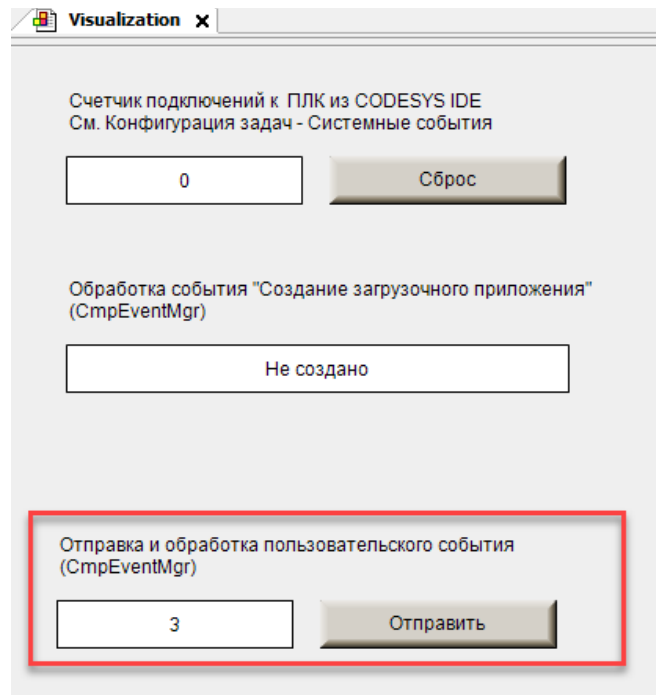 Visualization
Счетчик подключений к ПЛК из CODESYS IDE
См. Конфигурация задач - Системные события
0
Сброс
Обработка события "Создание загрузочного приложения"
(CmpEventMgr)
Не создано
Отправка и обработка пользовательского события
(CmpEventMgr)
3
Отправить